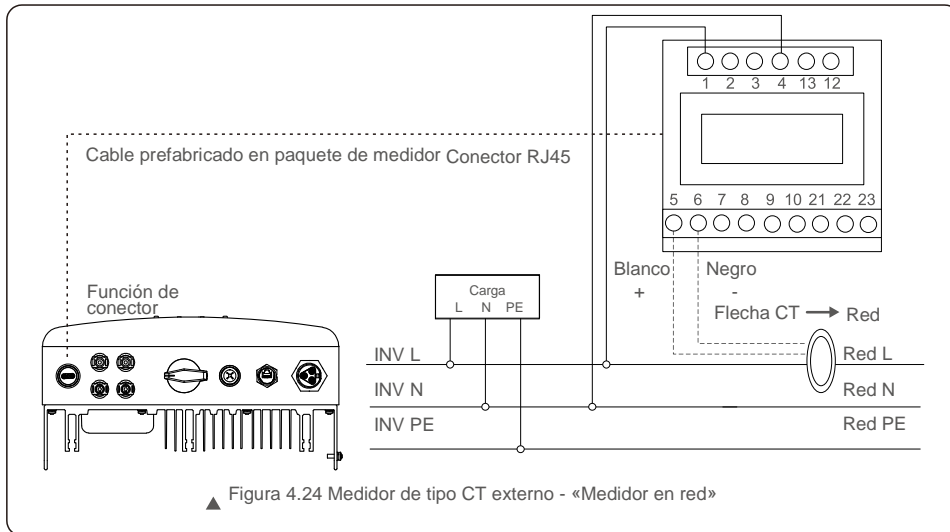 1 2 3 4 13 12
Cable prefabricado en paquete de medidor Conector RJ45
5 6 7 8 9 10 21 22 23
Blanco Negro
+ -
Flecha CT → Red
Función de
conector
Carga
L N PE
INV L Red L
INV N Red N
INV PE Red PE
▲ Figura 4.24 Medidor de tipo CT externo - «Medidor en red»